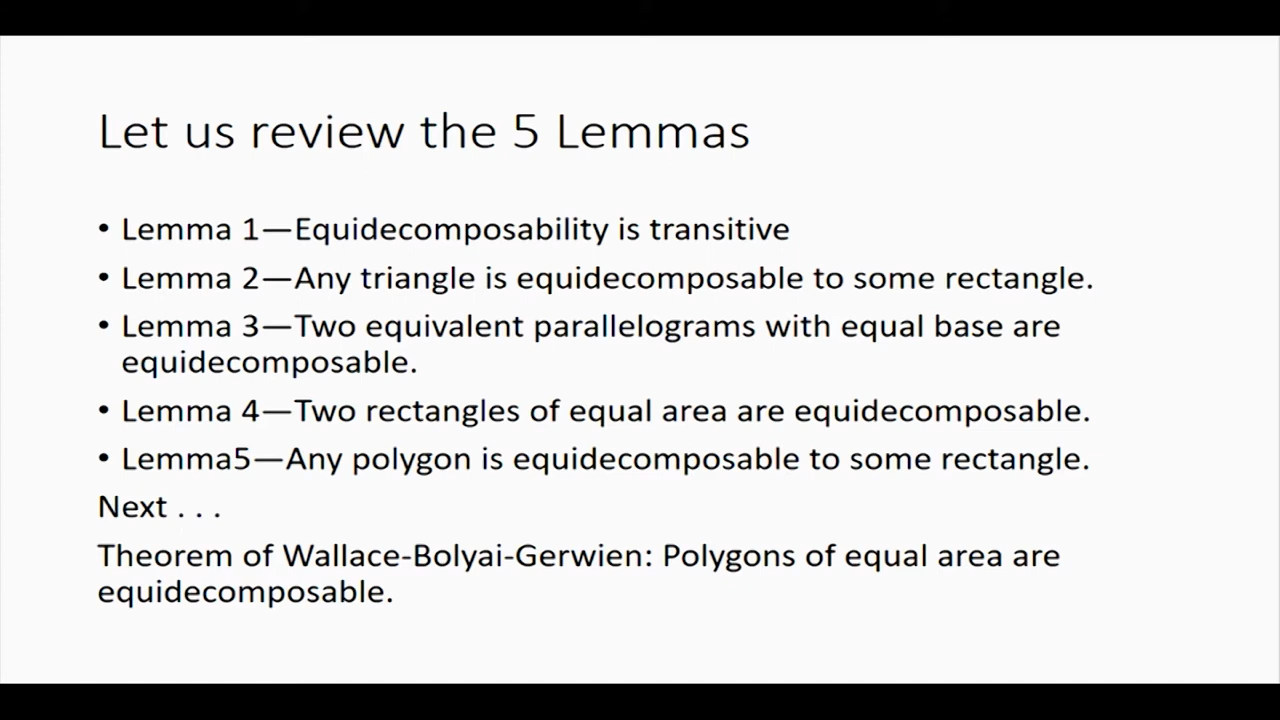 Let us review the 5 Lemmas
• Lemma 1—Equidecomposability is transitive
• Lemma 2—Any triangle is equidecomposable to some rectangle.
• Lemma 3—Two equivalent parallelograms with equal base are
equidecomposable.
• Lemma 4—Two rectangles of equal area are equidecomposable.
• Lemma5—Any polygon is equidecomposable to some rectangle.
Next . . .
Theorem of Wallace-Bolyai-Gerwien: Polygons of equal area are
equidecomposable.